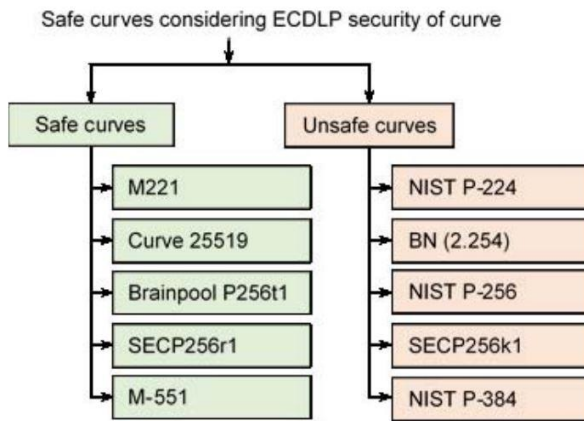 Safe curves considering ECDLP security of curve
Safe curves
M221
Curve 25519
Brainpool P256t1
SECP256r1
M-551
Unsafe curves
NIST P-224
BN (2.254)
NIST P-256
SECP256k1
NIST P-384